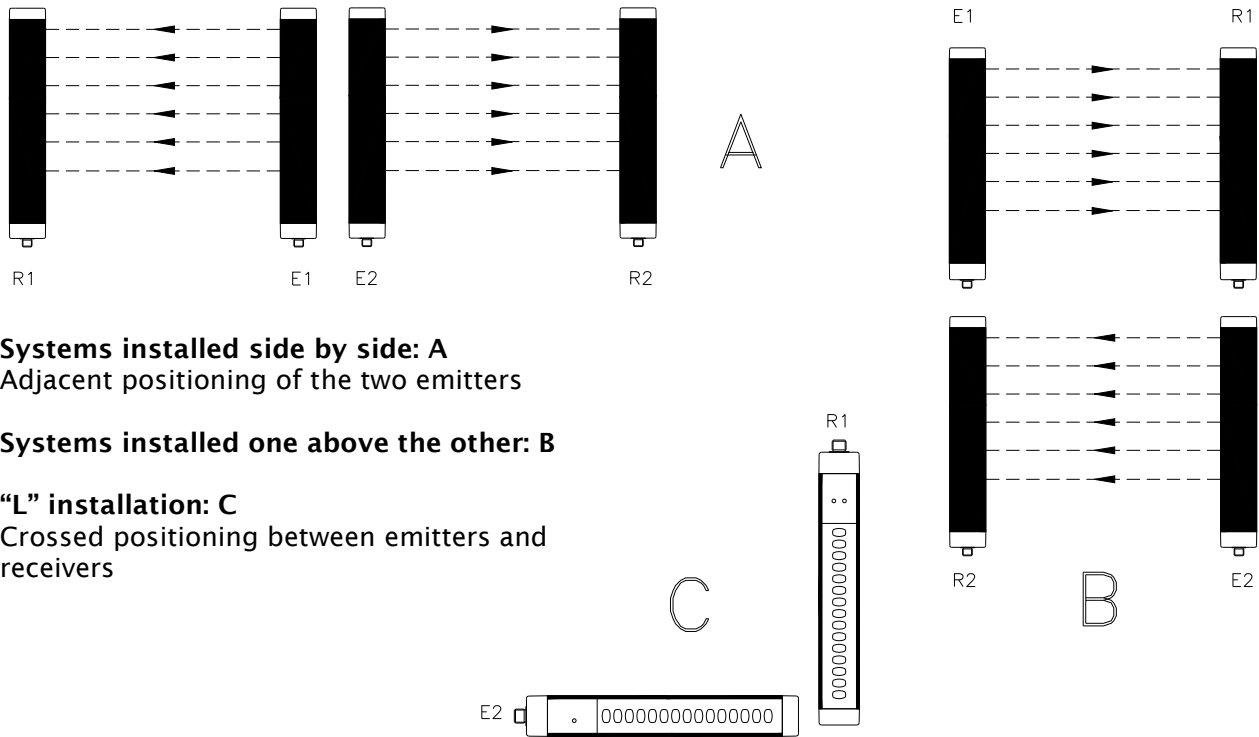 E1 R1
A
R1 E1 E2 R2
Systems installed side by side: A
Adjacent positioning of the two emitters
Systems installed one above the other: B
“L” installation: C
Crossed positioning between emitters and
receivers
R1
R2 E2
B
C
E2